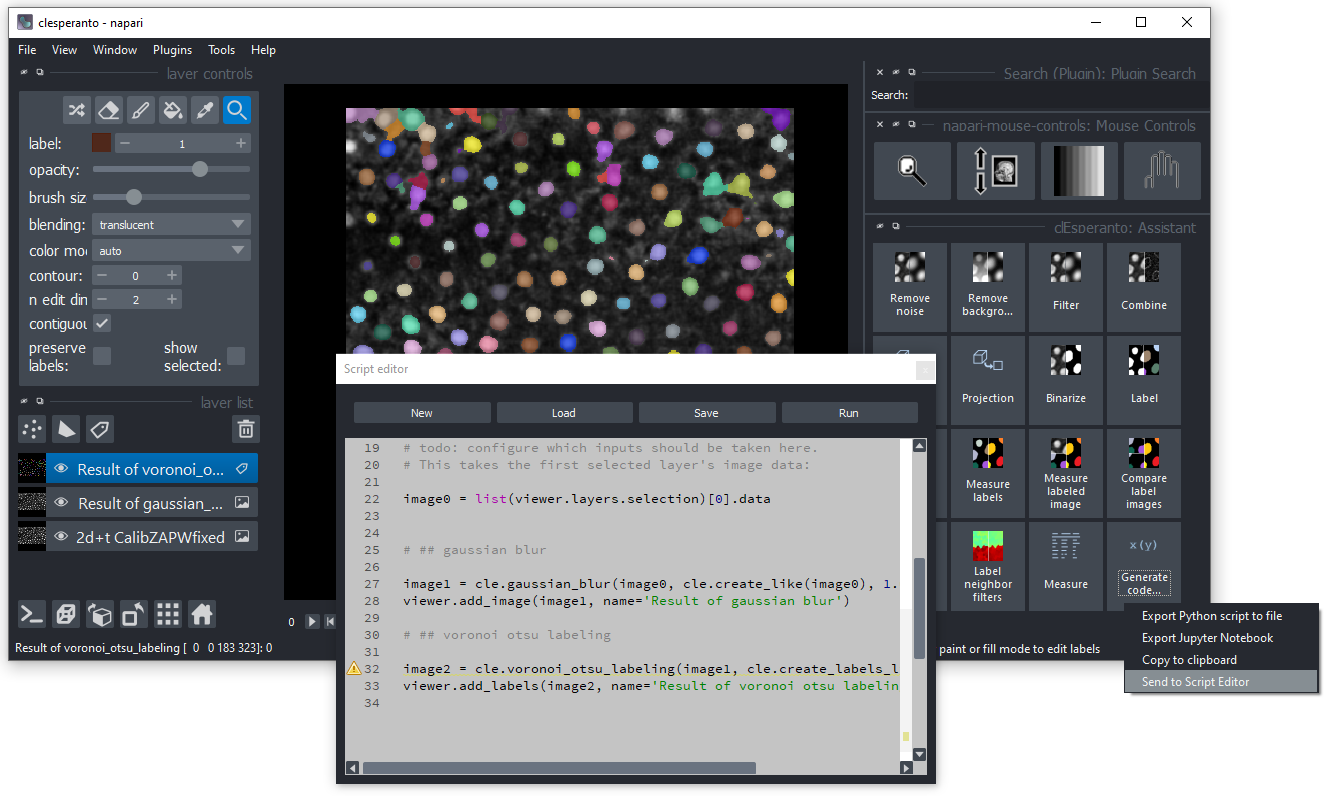 clesperanto - napari
File View Window Plugins Tools Help
layer controls
label: 1
opacity:
brush siz
blending: translucent
color mo auto
contour: 0
n edit din 2
contiguou
preserve labels:
show selected:
layer list
Result of voronoi_o...
Result of gaussian_...
2d+t CalibZAPWfixed
0
Result of voronoi_otsu_labeling [ 0 0 183 323]: 0
paint or fill mode to edit labels
Search (Plugin): Plugin Search
Search:
napari-mouse-controls: Mouse Controls
clEsperanto: Assistant
Remove noise
Remove backgro...
Filter
Combine
Projection
Binarize
Label
Measure labels
Measure labeled image
Compare label images
Label neighbor filters
Measure
x(y)
Generate code...
Export Python script to file
Export Jupyter Notebook
Copy to clipboard
Send to Script Editor
Script editor
New Load Save Run
19 # todo: configure which inputs should be taken here.
20 # This takes the first selected layer's image data:
21
22 image0 = list(viewer.layers.selection)[0].data
23
24
25 # ## gaussian blur
26
27 image1 = cle.gaussian_blur(image0, cle.create_like(image0), 1.
28 viewer.add_image(image1, name='Result of gaussian blur')
29
30 # ## voronoi otsu labeling
31
32 image2 = cle.voronoi_otsu_labeling(image1, cle.create_labels_l
33 viewer.add_labels(image2, name='Result of voronoi otsu labelin
34